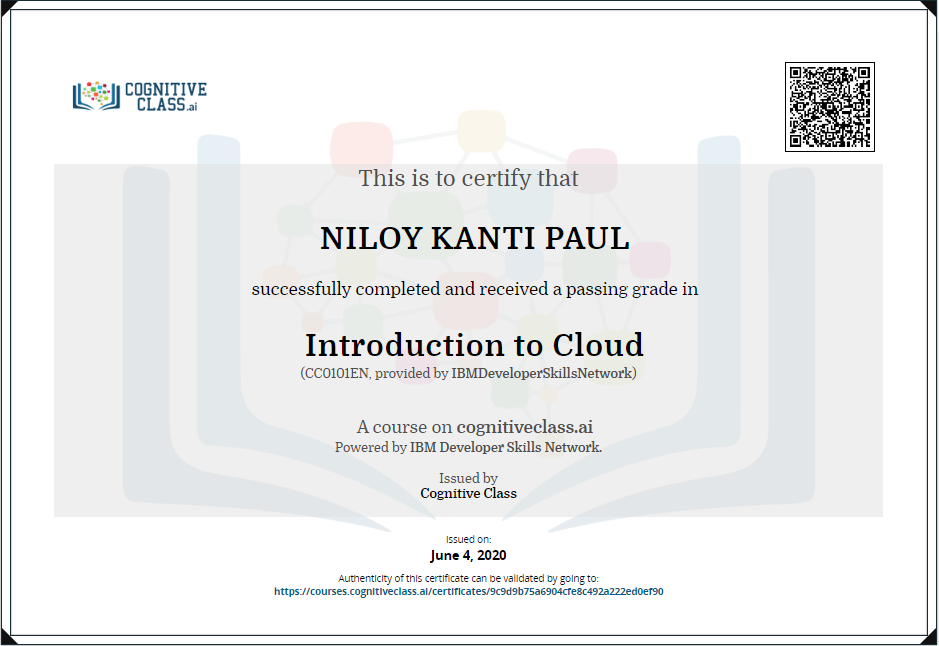 COGNITIVE
CLASS.ai
This is to certify that
NILOY KANTI PAUL
successfully completed and received a passing grade in
Introduction to Cloud
(CC0101EN, provided by IBMDeveloperSkillsNetwork)
A course on cognitiveclass.ai
Powered by IBM Developer Skills Network.
Issued by
Cognitive Class
Issued on:
June 4, 2020
Authenticity of this certificate can be validated by going to:
https://courses.cognitiveclass.ai/certificates/9c9d9b75a6904cfe8c492a222ed0ef90